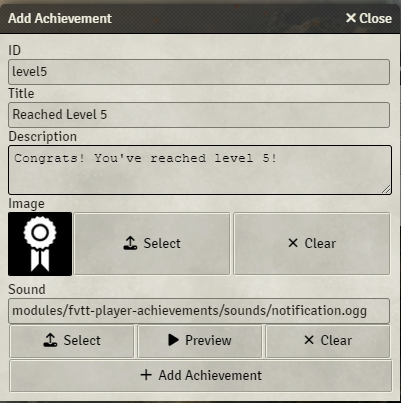 Add Achievement
Close
ID
level5
Title
Reached Level 5
Description
Congrats! You've reached level 5!
Image
Select
Clear
Sound
modules/fvtt-player-achievements/sounds/notification.ogg
Select
Preview
Clear
Add Achievement